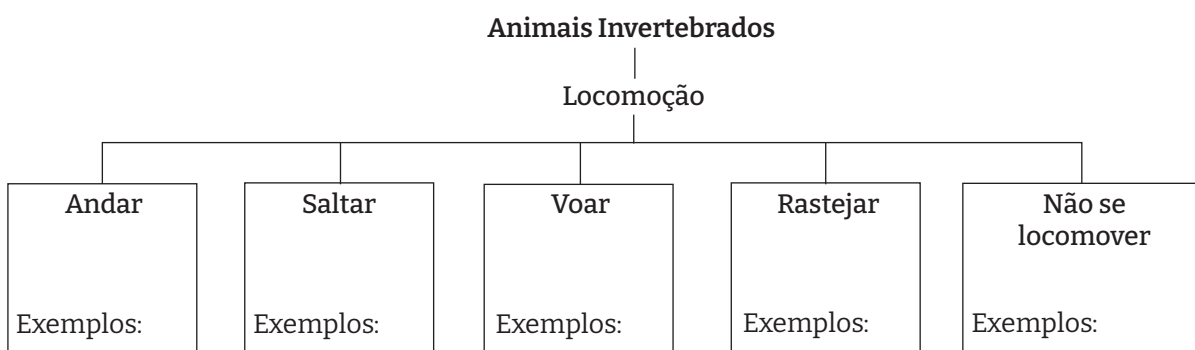 Animais Invertebrados
Locomoção
Andar
Saltar
Voar
Rastejar
Não se
locomover
Exemplos:
Exemplos:
Exemplos:
Exemplos:
Exemplos: